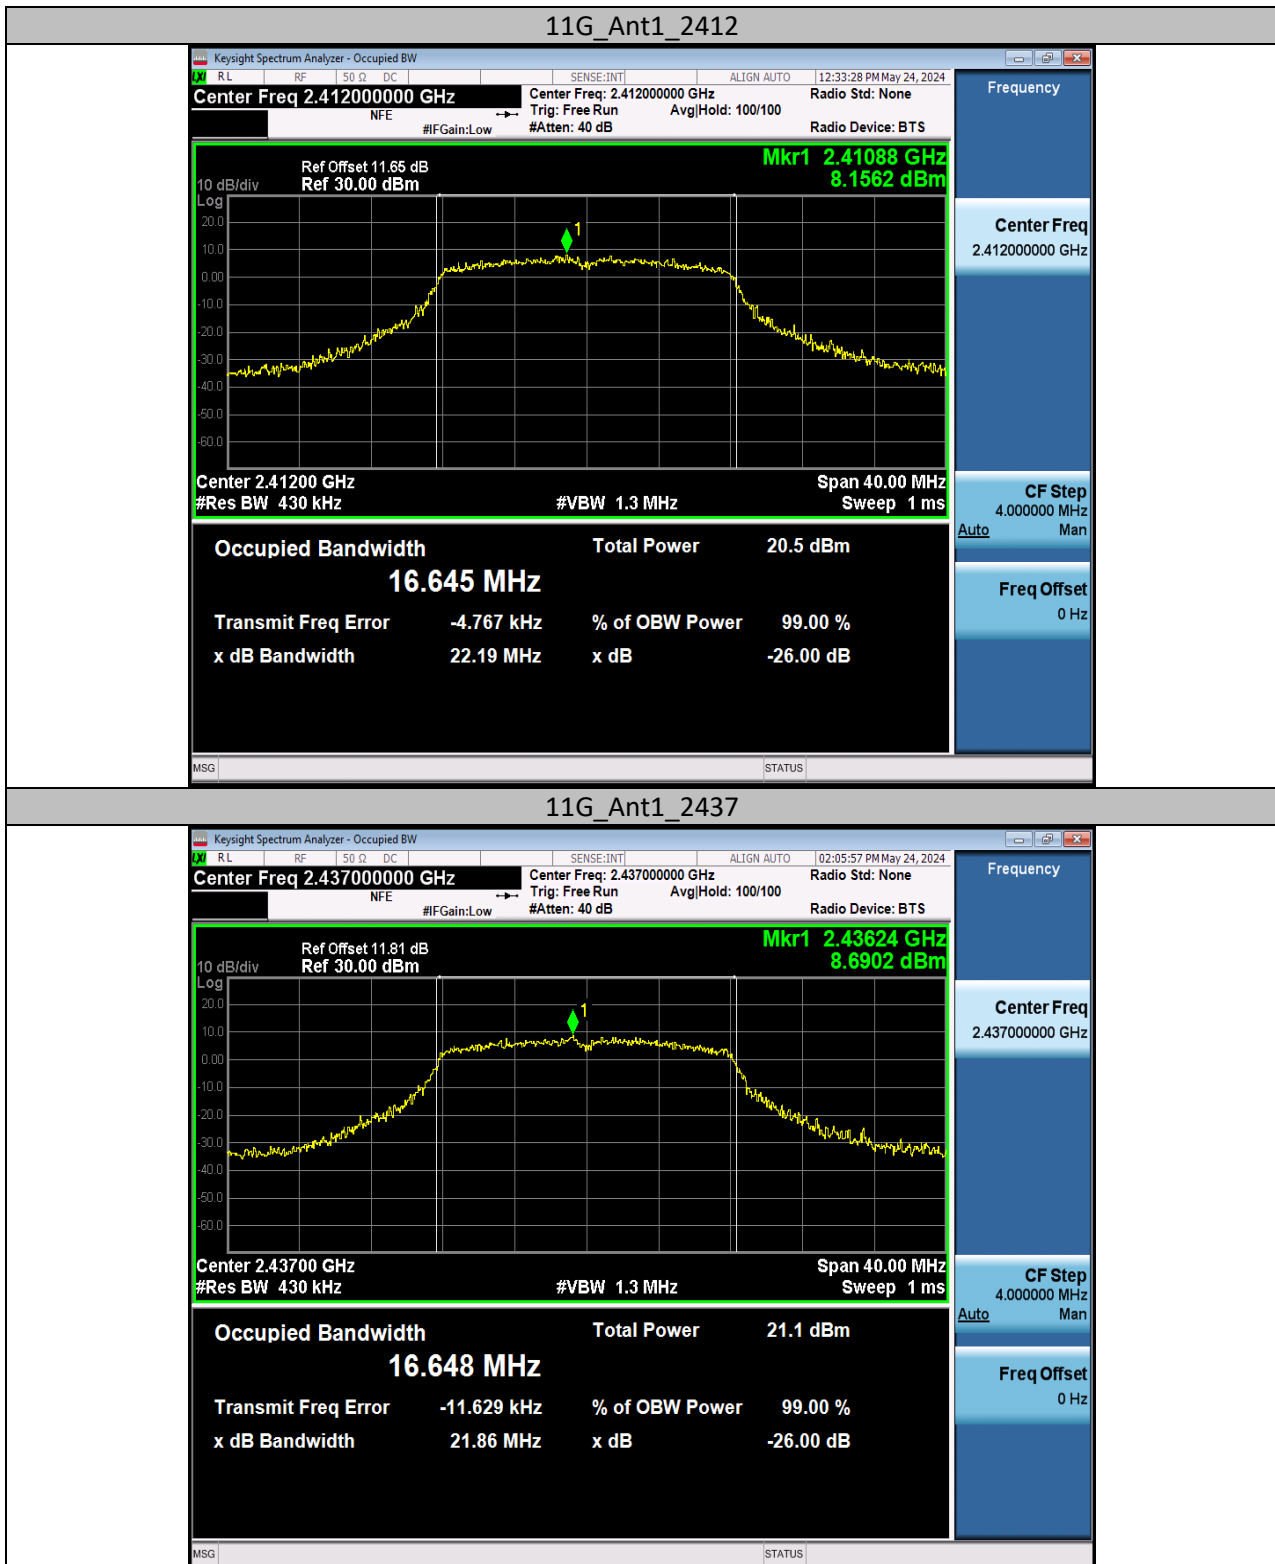 11G_Ant1_2412
Keysight Spectrum Analyzer - Occupied BW
LXI RL RF 50 Ω DC SENSE:INT ALIGN AUTO 12:33:28 PM May 24, 2024
Center Freq 2.412000000 GHz Center Freq: 2.412000000 GHz Radio Std: None
NFE Trig: Free Run Avg|Hold: 100/100
#IFGain:Low #Atten: 40 dB Radio Device: BTS
Frequency
Mkr1 2.41088 GHz
Ref Offset 11.65 dB
10 dB/div Ref 30.00 dBm 8.1562 dBm
Log
20.0
1
10.0
0.00
-10.0
-20.0
-30.0
-40.0
-50.0
-60.0
Center 2.41200 GHz Span 40.00 MHz
#Res BW 430 kHz #VBW 1.3 MHz Sweep 1 ms
Center Freq
2.412000000 GHz
CF Step
4.000000 MHz
Auto Man
Freq Offset
0 Hz
Occupied Bandwidth Total Power 20.5 dBm
16.645 MHz
Transmit Freq Error -4.767 kHz % of OBW Power 99.00 %
x dB Bandwidth 22.19 MHz x dB -26.00 dB
MSG STATUS
11G_Ant1_2437
Keysight Spectrum Analyzer - Occupied BW
LXI RL RF 50 Ω DC SENSE:INT ALIGN AUTO 02:05:57 PM May 24, 2024
Center Freq 2.437000000 GHz Center Freq: 2.437000000 GHz Radio Std: None
NFE Trig: Free Run Avg|Hold: 100/100
#IFGain:Low #Atten: 40 dB Radio Device: BTS
Frequency
Mkr1 2.43624 GHz
Ref Offset 11.81 dB
10 dB/div Ref 30.00 dBm 8.6902 dBm
Log
20.0
1
10.0
0.00
-10.0
-20.0
-30.0
-40.0
-50.0
-60.0
Center 2.43700 GHz Span 40.00 MHz
#Res BW 430 kHz #VBW 1.3 MHz Sweep 1 ms
Center Freq
2.437000000 GHz
CF Step
4.000000 MHz
Auto Man
Freq Offset
0 Hz
Occupied Bandwidth Total Power 21.1 dBm
16.648 MHz
Transmit Freq Error -11.629 kHz % of OBW Power 99.00 %
x dB Bandwidth 21.86 MHz x dB -26.00 dB
MSG STATUS